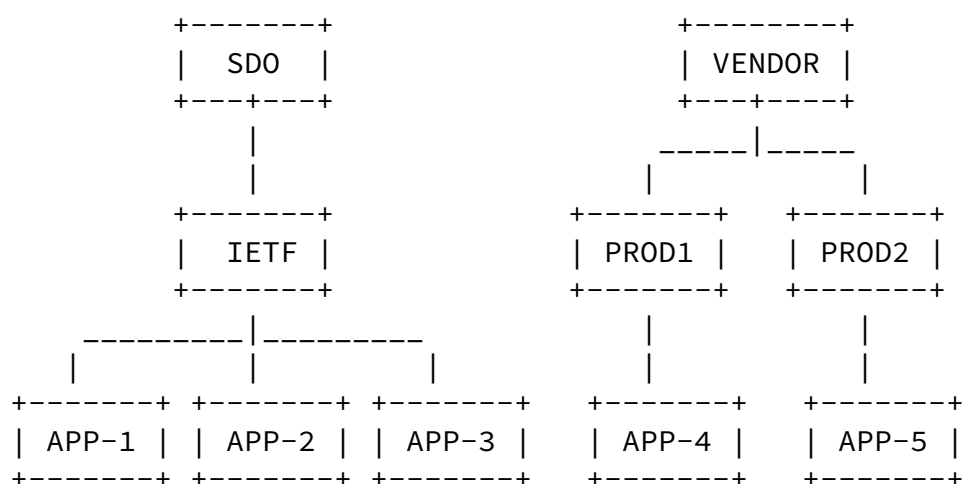 SDO VENDOR
IETF PROD1 PROD2
APP-1 APP-2 APP-3 APP-4 APP-5